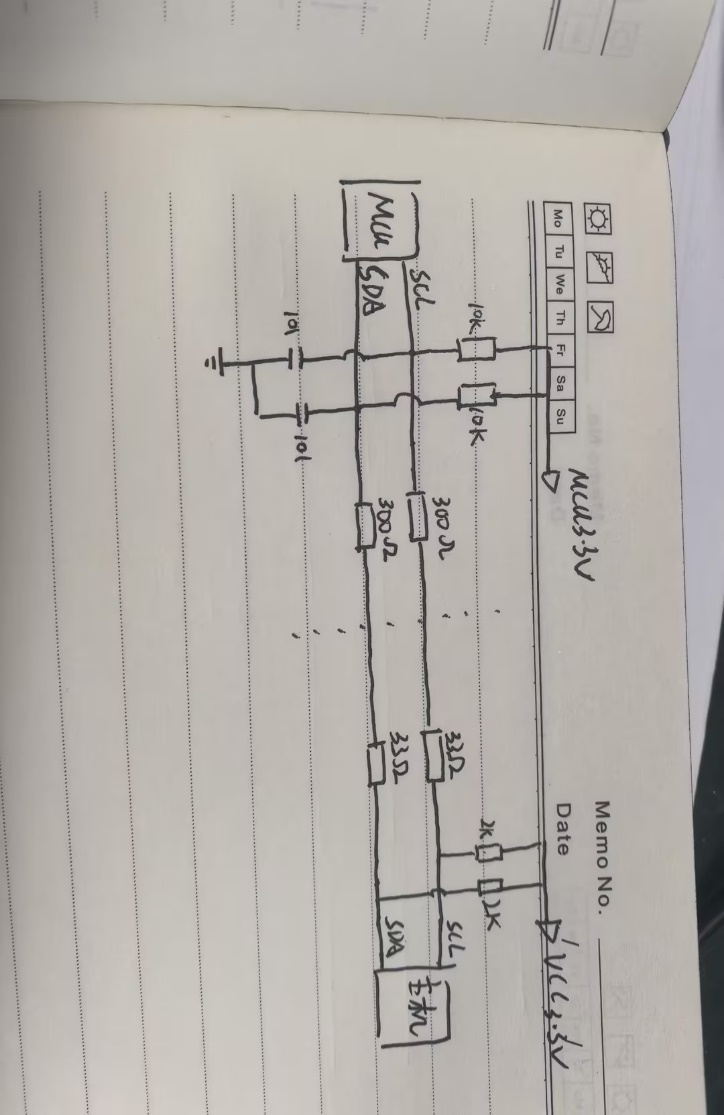 Mo Tu We Th Fr Sa Su
Memo No.
Date
MCU3.3V
VCC3.3V
10k
10K
2K
2K
SCL
300Ω
33Ω
SCL
MCU
SDA
300Ω
33Ω
SDA
主机
101
101